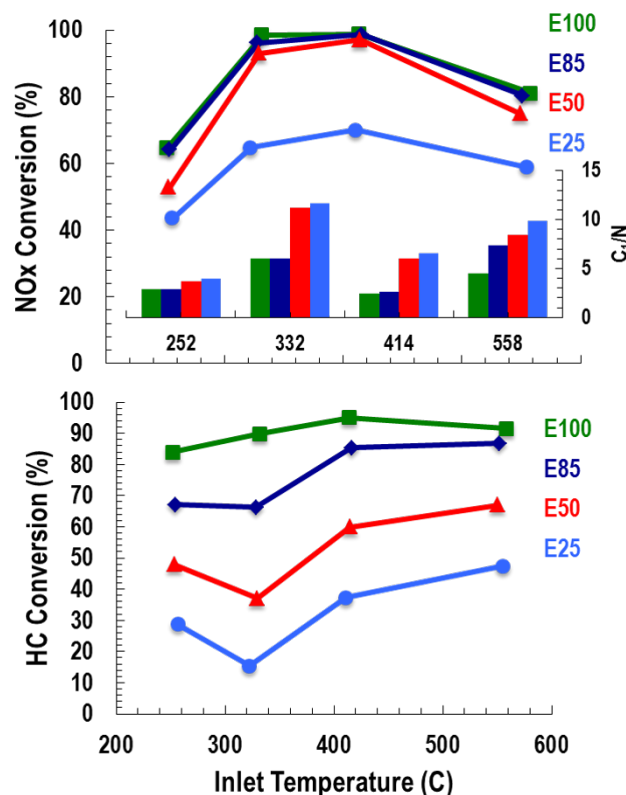 NOx Conversion (%)
100
80
60
40
20
0
E100
E85
E50
E25
15
10
5
0
C₁/N
252 332 414 558
HC Conversion (%)
100
90
80
70
60
50
40
30
20
10
0
E100
E85
E50
E25
200 300 400 500 600
Inlet Temperature (C)